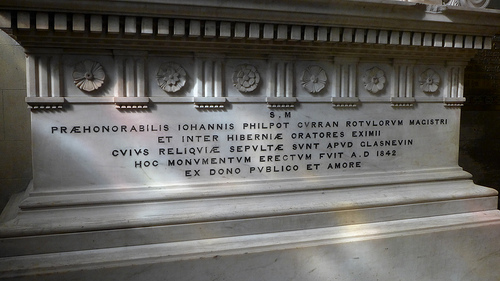 S. M
PRÆHONORABILIS IOHANNIS PHILPOT CVRRAN ROTVLORVM MAGISTRI
ET INTER HIBERNIÆ ORATORES EXIMII
CVIVS RELIQVIÆ SEPVLTÆ SVNT APVD GLASNEVIN
HOC MONVMENTVM ERECTVM FVIT A.D 1842
EX DONO PVBLICO ET AMORE